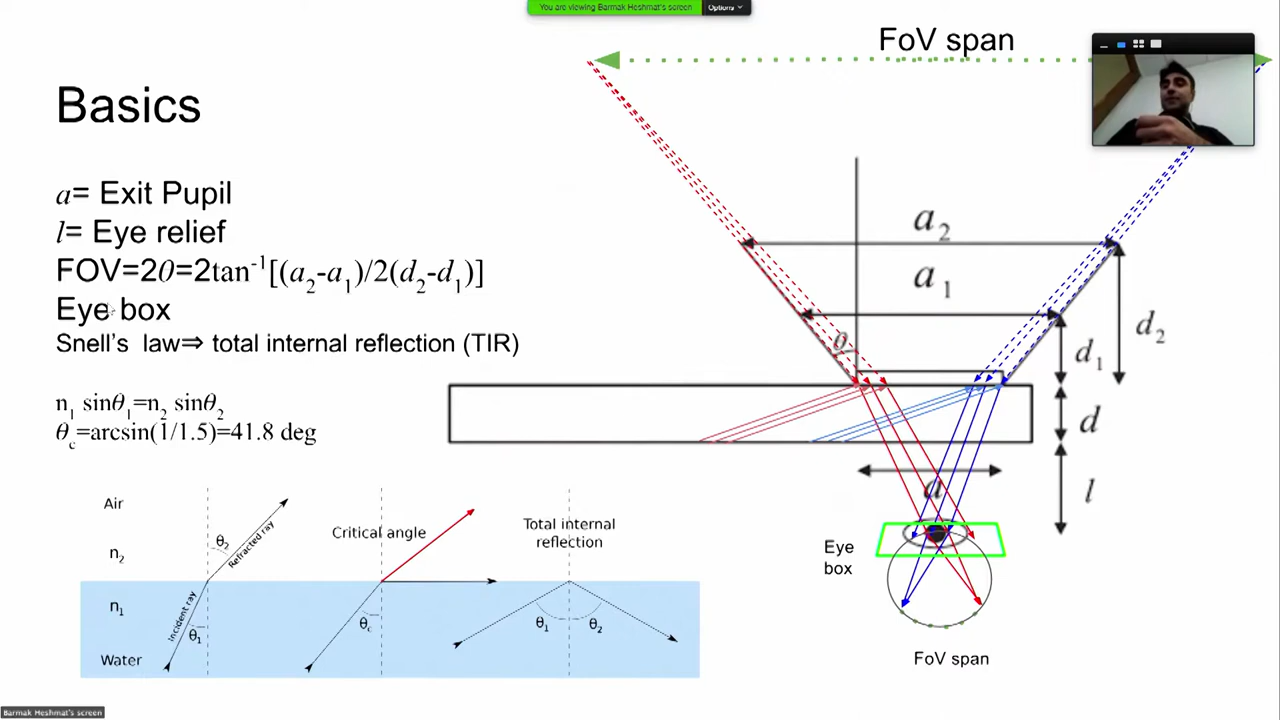 You are viewing Barmak Heshmat's screen
Options
FoV span
Basics
a= Exit Pupil
l= Eye relief
FOV=2θ=2tan-1[(a2-a1)/2(d2-d1)]
Eye box
Snell's law⇒ total internal reflection (TIR)
n1 sinθ1=n2 sinθ2
θc=arcsin(1/1.5)=41.8 deg
a2
a1
θ
d2
d1
d
a
l
Eye
box
FoV span
Air
n2
n1
Water
θ2
Refracted ray
Incident ray
θ1
Critical angle
θc
Total internal
reflection
θ1
θ2
Barmak Heshmat's screen